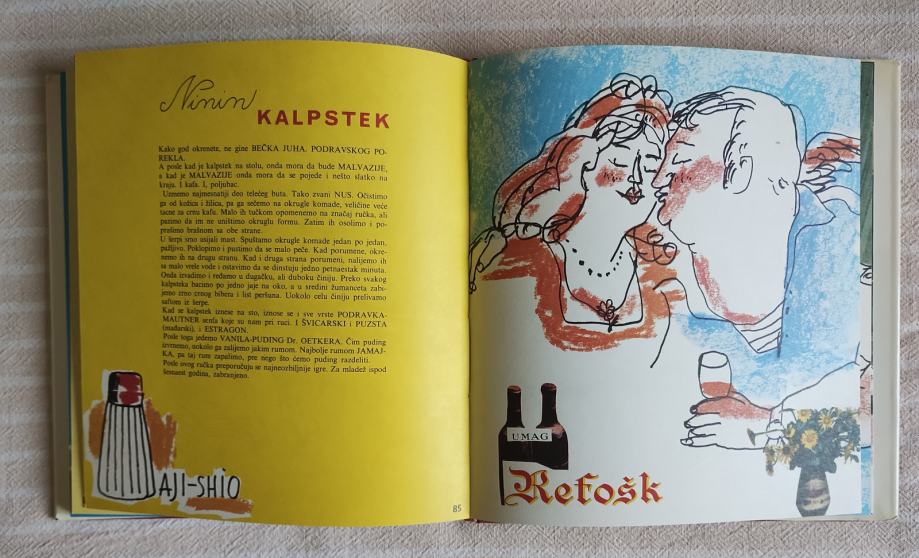 Ninin
KALPSTEK
Kako god okrenete, ne gine BEČKA JUHA. PODRAVSKOG PO-
REKLA.
A posle kad je kalpstek na stolu, onda mora da bude MALVAZIJE,
a kad je MALVAZIJE onda mora da se pojede i nešto slatko na
kraju. I kafa. I, poljubac.
Uzmemo najmesnatiji deo telećeg buta. Tako zvani NUS. Očistimo
ga od kožica i žilica, pa ga sečemo na okrugle komade, veličine veće
tacne za crnu kafu. Malo ih tučkom opomenemo na značaj ručka, ali
pazimo da im ne uništimo okruglu formu. Zatim ih osolimo i po-
prešimo brašnom sa obe strane.
U šerpi smo usijali mast. Spuštamo okrugle komade jedan po jedan,
pažljivo. Poklopimo i pustimo da se malo peče. Kad porumene, okre-
nemo ih na drugu stranu. Kad i druga strana porumeni, nalijemo ih
sa malo vrele vode i ostavimo da se dinstuju jedno petnaestak minuta.
Onda izvadimo i ređamo u dugačku, ali duboku činiju. Preko svakog
kalpsteka bacimo po jedno jaje na oko, a u sredini žumanceta zabi-
jemo zrno crnog bibera i list peršuna. Uokolo celu činiju prelivamo
saftom iz šerpe.
Kad se kalpstek iznese na sto, iznose se i sve vrste PODRAVKA-
MAUTNER senfa koje su nam pri ruci. I ŠVICARSKI i PUZSTA
(mađarski), i ESTRAGON.
Posle toga jedemo VANILA-PUDING Dr. OETKERA. Čim puding
izvrnemo, uokolo ga zalijemo jakim rumom. Najbolje rumom JAMAJ-
KA, pa taj rum zapalimo, pre nego što ćemo puding razdeliti.
Posle svog ručka preporučuju se najneozbiljnije igre. Za mladež ispod
šesnaest godina, zabranjeno.
AJI-SHIO
85
UMAG
Refošk